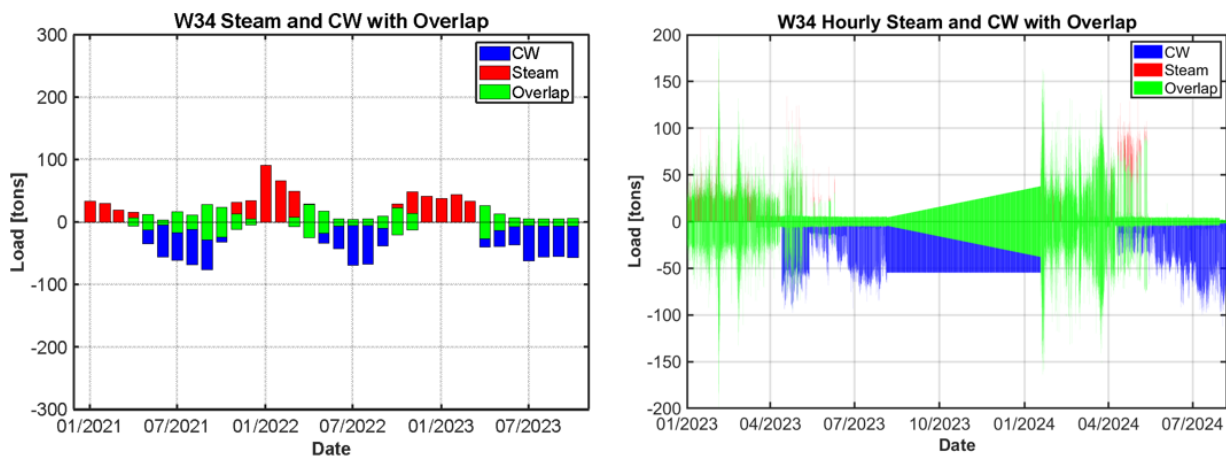 W34 Steam and CW with Overlap
300
200
100
0
-100
-200
-300
Load [tons]
CW
Steam
Overlap
01/2021 07/2021 01/2022 07/2022 01/2023 07/2023
Date
W34 Hourly Steam and CW with Overlap
200
150
100
50
0
-50
-100
-150
-200
Load [tons]
CW
Steam
Overlap
01/2023 04/2023 07/2023 10/2023 01/2024 04/2024 07/2024
Date